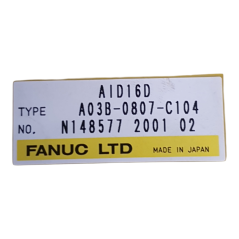 AID16D
TYPE A03B-0807-C104
NO. N148577 2001 02
FANUC LTD MADE IN JAPAN